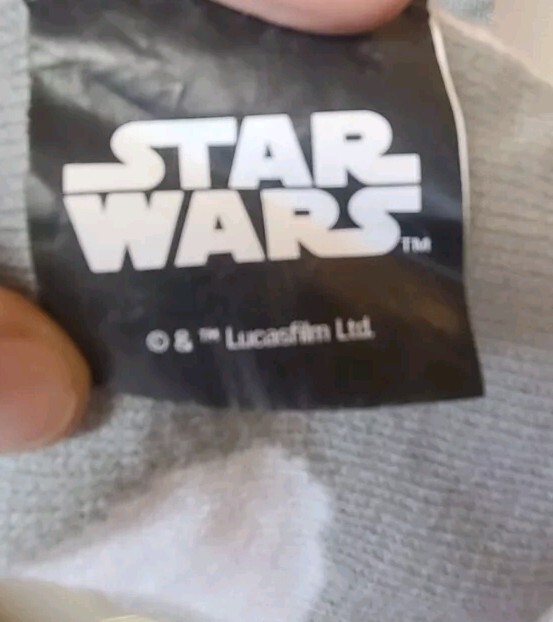 STAR
WARS™
© & ™ Lucasfilm Ltd.